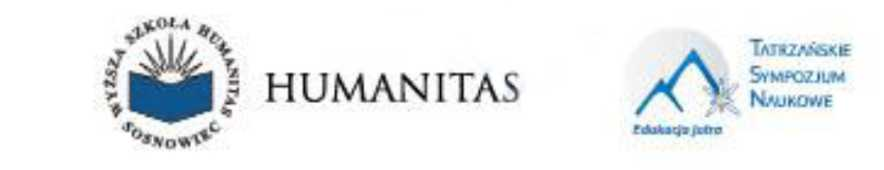 WYŻSZA SZKOŁA HUMANITAS
SOSNOWIEC
HUMANITAS
TATRZAŃSKIE
SYMPOZJUM
NAUKOWE
Edukacja jutra